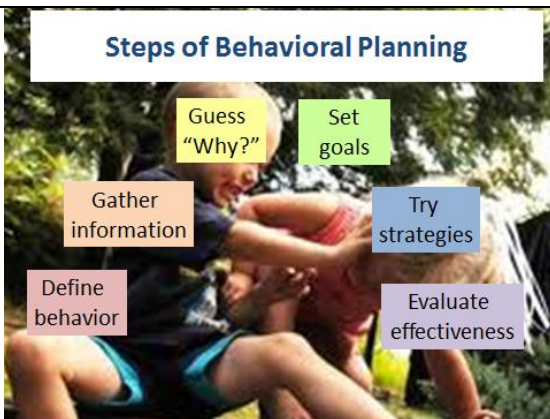 Steps of Behavioral Planning
Define
behavior
Gather
information
Guess
“Why?”
Set
goals
Try
strategies
Evaluate
effectiveness